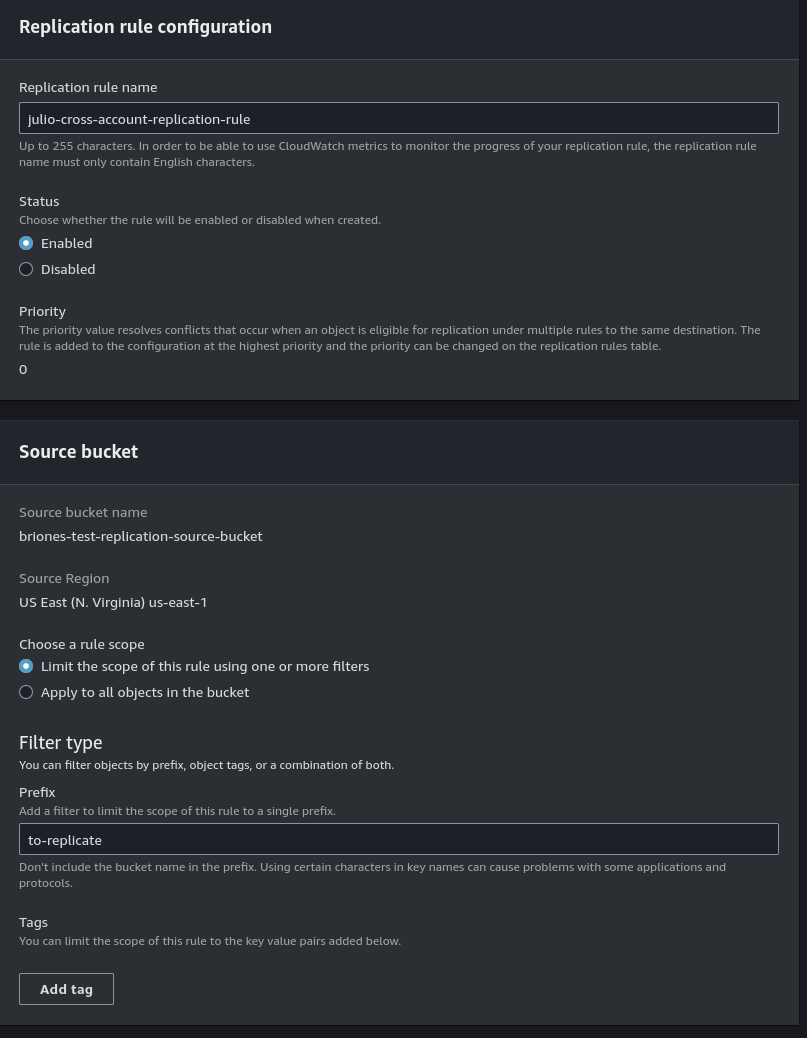 Replication rule configuration
Replication rule name
julio-cross-account-replication-rule
Up to 255 characters. In order to be able to use CloudWatch metrics to monitor the progress of your replication rule, the replication rule
name must only contain English characters.
Status
Choose whether the rule will be enabled or disabled when created.
Enabled
Disabled
Priority
The priority value resolves conflicts that occur when an object is eligible for replication under multiple rules to the same destination. The
rule is added to the configuration at the highest priority and the priority can be changed on the replication rules table.
0
Source bucket
Source bucket name
briones-test-replication-source-bucket
Source Region
US East (N. Virginia) us-east-1
Choose a rule scope
Limit the scope of this rule using one or more filters
Apply to all objects in the bucket
Filter type
You can filter objects by prefix, object tags, or a combination of both.
Prefix
Add a filter to limit the scope of this rule to a single prefix.
to-replicate
Don't include the bucket name in the prefix. Using certain characters in key names can cause problems with some applications and
protocols.
Tags
You can limit the scope of this rule to the key value pairs added below.
Add tag